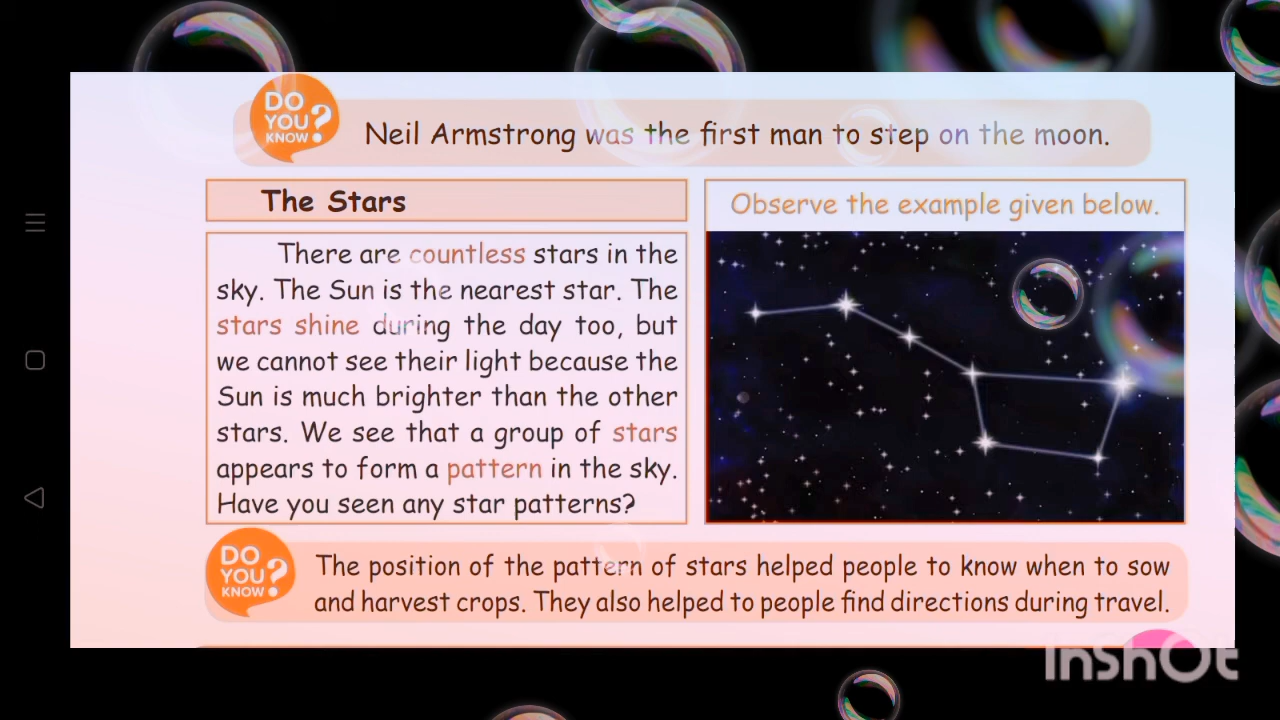 DO
YOU
KNOW ?
Neil Armstrong was the first man to step on the moon.
The Stars
There are countless stars in the
sky. The Sun is the nearest star. The
stars shine during the day too, but
we cannot see their light because the
Sun is much brighter than the other
stars. We see that a group of stars
appears to form a pattern in the sky.
Have you seen any star patterns?
Observe the example given below.
DO
YOU
KNOW ?
The position of the pattern of stars helped people to know when to sow
and harvest crops. They also helped to people find directions during travel.
InShOt